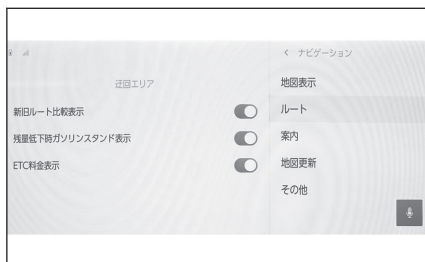 迂回エリア
新旧ルート比較表示
残量低下時ガソリンスタンド表示
ETC料金表示
< ナビゲーション
地図表示
ルート
案内
地図更新
その他